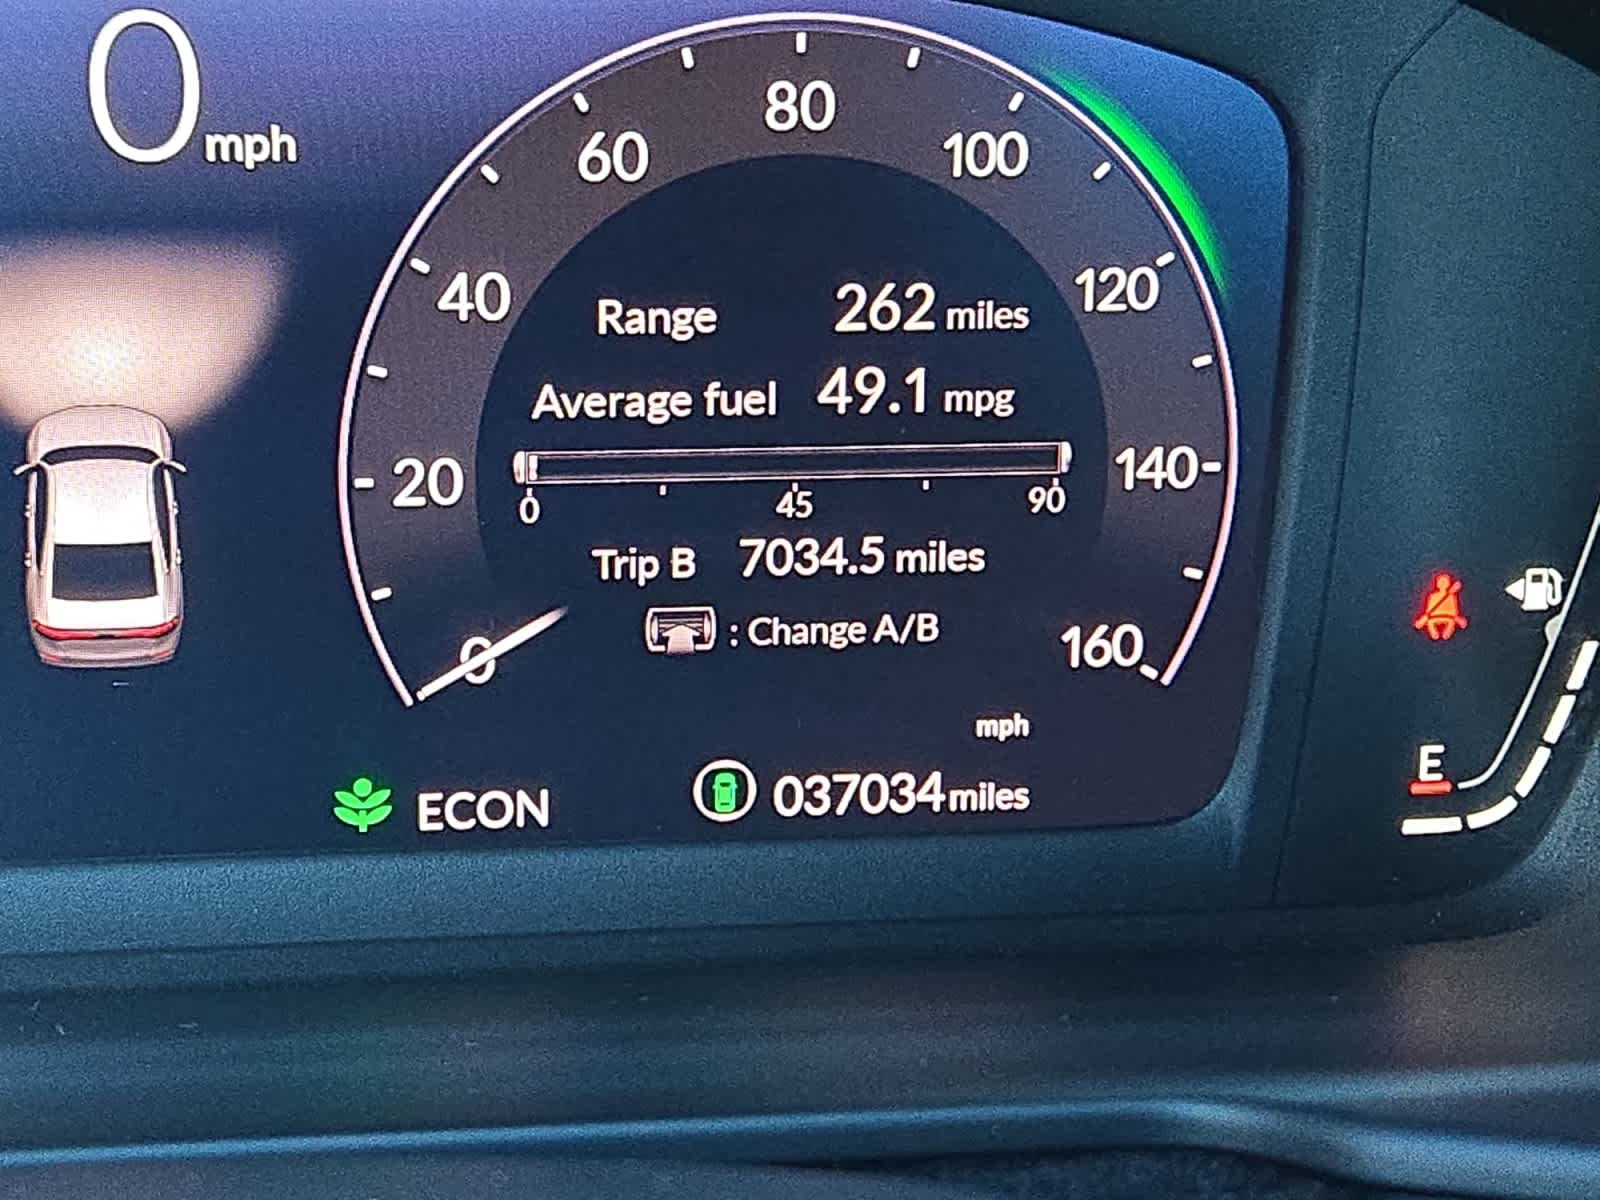 0 mph
80
60
100
40
120
Range 262 miles
Average fuel 49.1 mpg
20
140
0 45 90
Trip B 7034.5 miles
: Change A/B
0
160
mph
E
ECON
037034 miles